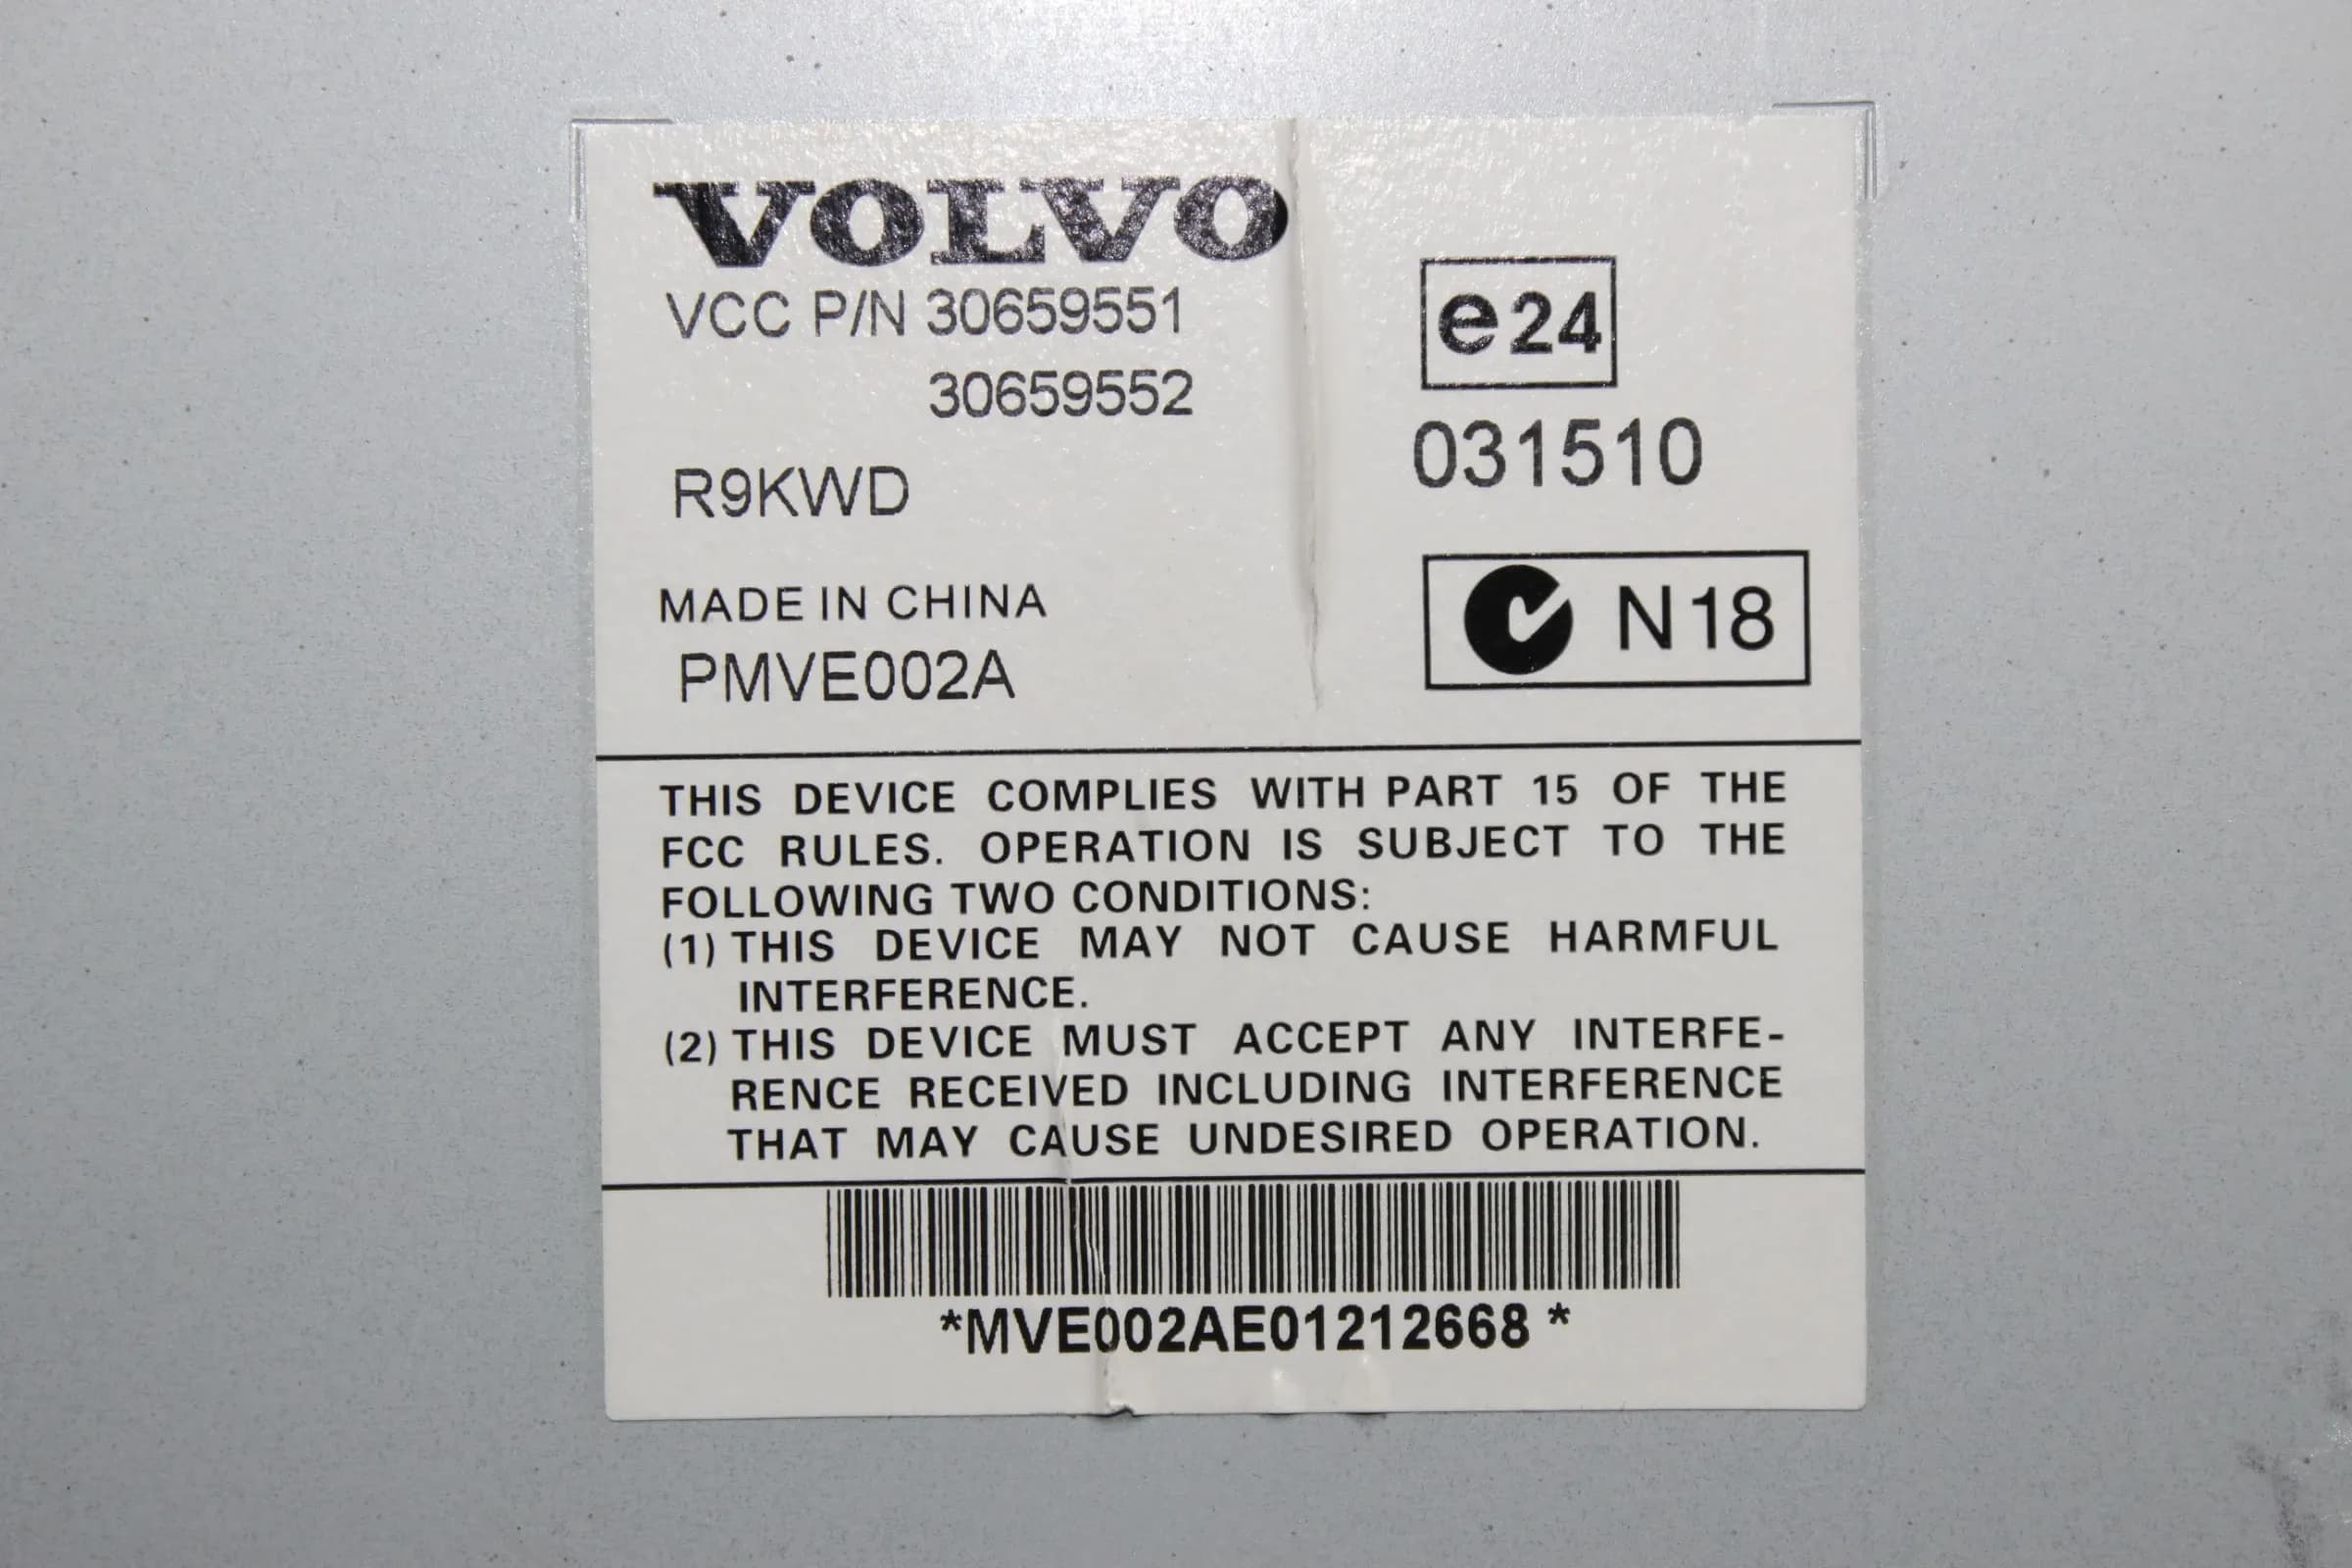 VOLVO
VCC P/N 30659551
30659552
R9KWD
MADE IN CHINA
PMVE002A
e24
031510
N18
THIS DEVICE COMPLIES WITH PART 15 OF THE
FCC RULES. OPERATION IS SUBJECT TO THE
FOLLOWING TWO CONDITIONS:
(1) THIS DEVICE MAY NOT CAUSE HARMFUL
INTERFERENCE.
(2) THIS DEVICE MUST ACCEPT ANY INTERFE-
RENCE RECEIVED INCLUDING INTERFERENCE
THAT MAY CAUSE UNDESIRED OPERATION.
*MVE002AE01212668 *